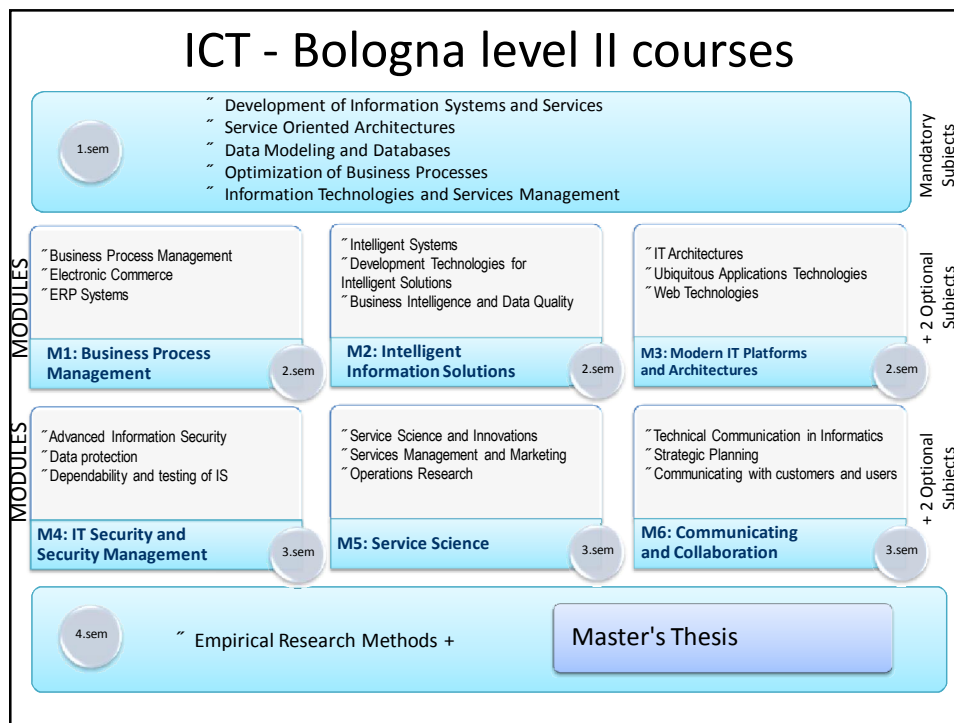 ICT - Bologna level II courses
˝ Development of Information Systems and Services
˝ Service Oriented Architectures
˝ Data Modeling and Databases
˝ Optimization of Business Processes
˝ Information Technologies and Services Management
1.sem
Mandatory
Subjects
MODULES
˝Business Process Management
˝Electronic Commerce
˝ERP Systems
M1: Business Process
Management
2.sem
˝Intelligent Systems
˝Development Technologies for
Intelligent Solutions
˝Business Intelligence and Data Quality
M2: Intelligent
Information Solutions
2.sem
˝IT Architectures
˝Ubiquitous Applications Technologies
˝Web Technologies
M3: Modern IT Platforms
and Architectures
2.sem
+ 2 Optional
Subjects
MODULES
˝Advanced Information Security
˝Data protection
˝Dependability and testing of IS
M4: IT Security and
Security Management
3.sem
˝Service Science and Innovations
˝Services Management and Marketing
˝Operations Research
M5: Service Science
3.sem
˝Technical Communication in Informatics
˝Strategic Planning
˝Communicating with customers and users
M6: Communicating
and Collaboration
3.sem
+ 2 Optional
Subjects
4.sem
˝ Empirical Research Methods +
Master's Thesis